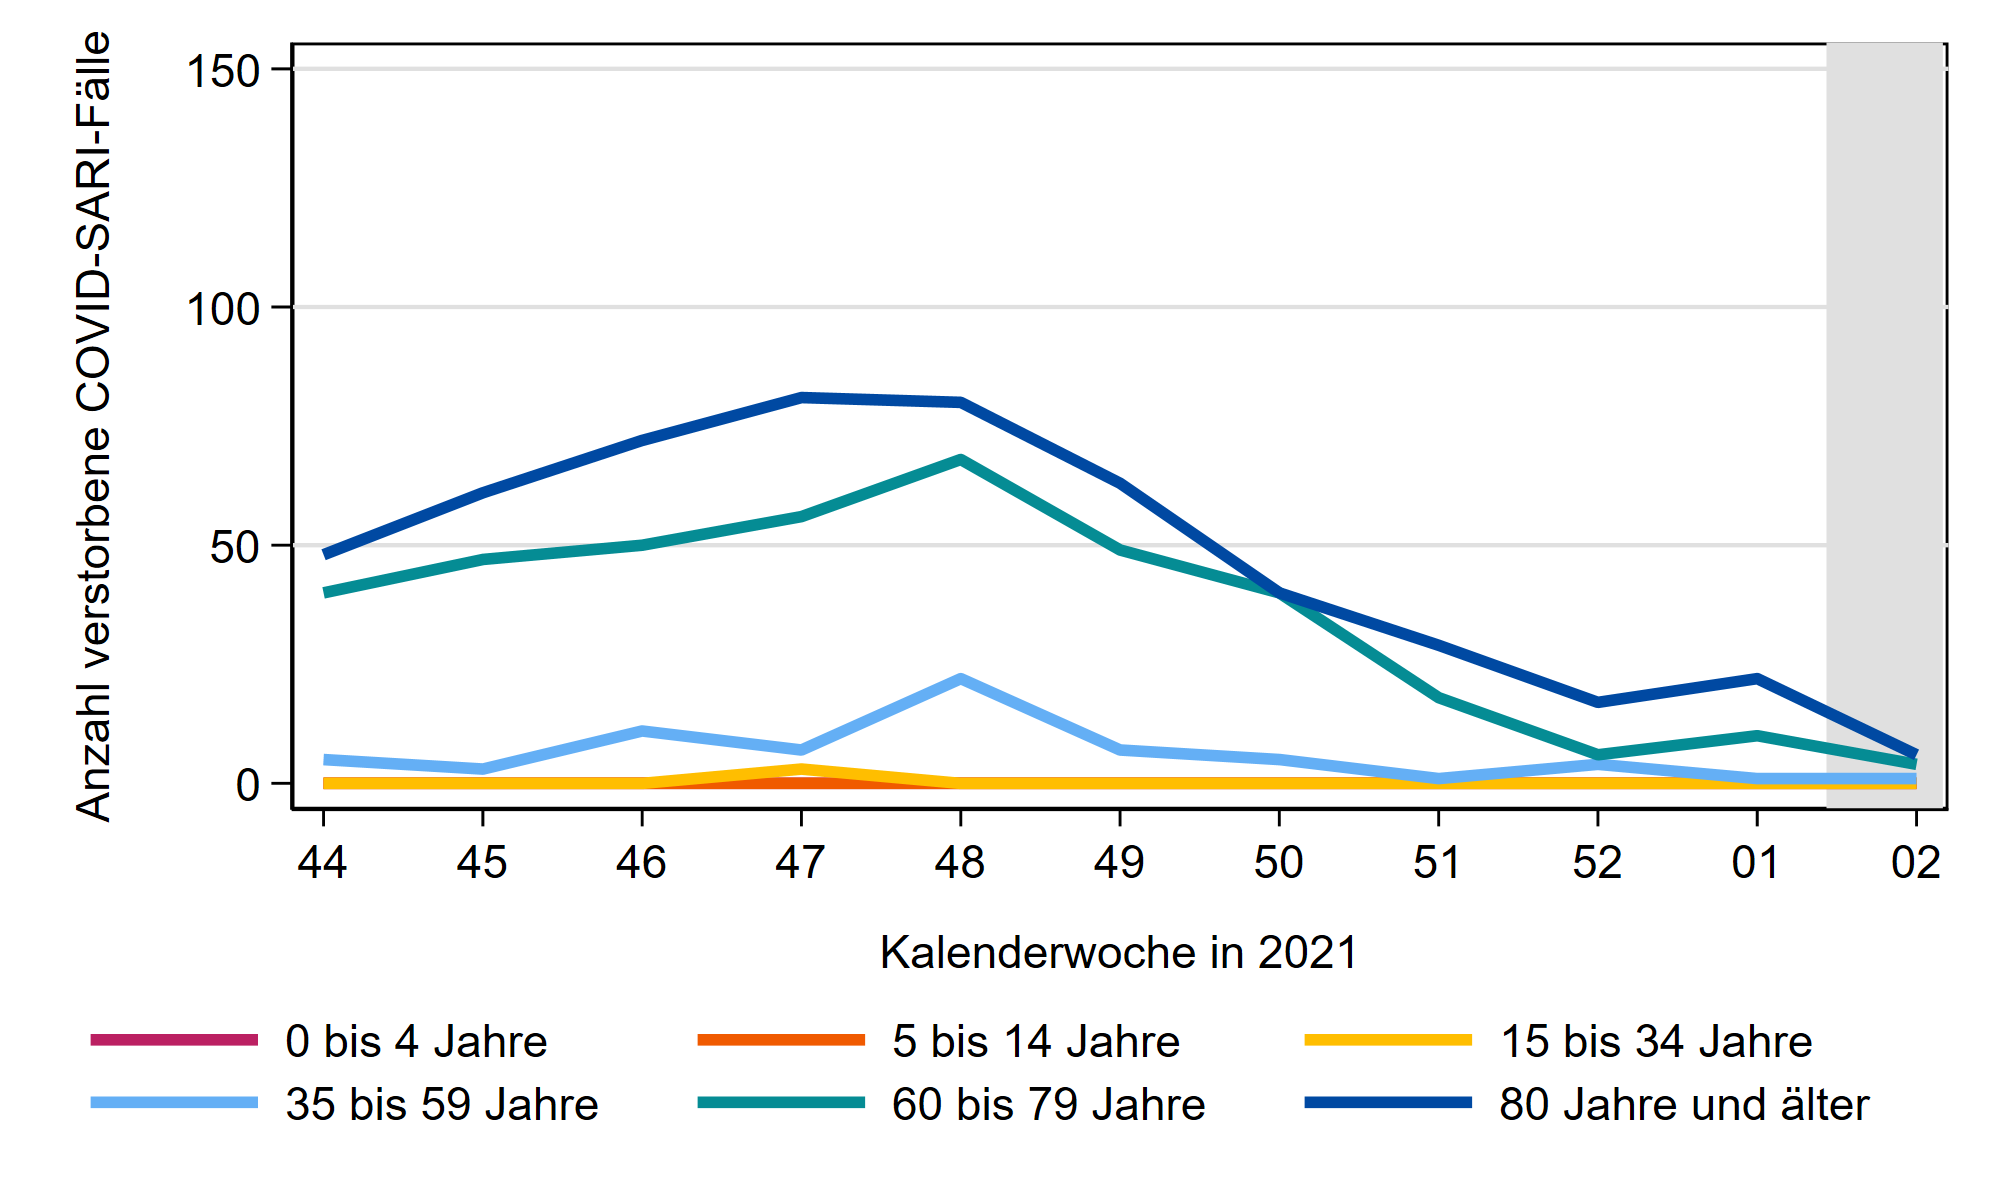 Anzahl verstorbene COVID-SARI-Fälle
150
100
50
0
44 45 46 47 48 49 50 51 52 01 02
Kalenderwoche in 2021
0 bis 4 Jahre 5 bis 14 Jahre 15 bis 34 Jahre
35 bis 59 Jahre 60 bis 79 Jahre 80 Jahre und älter